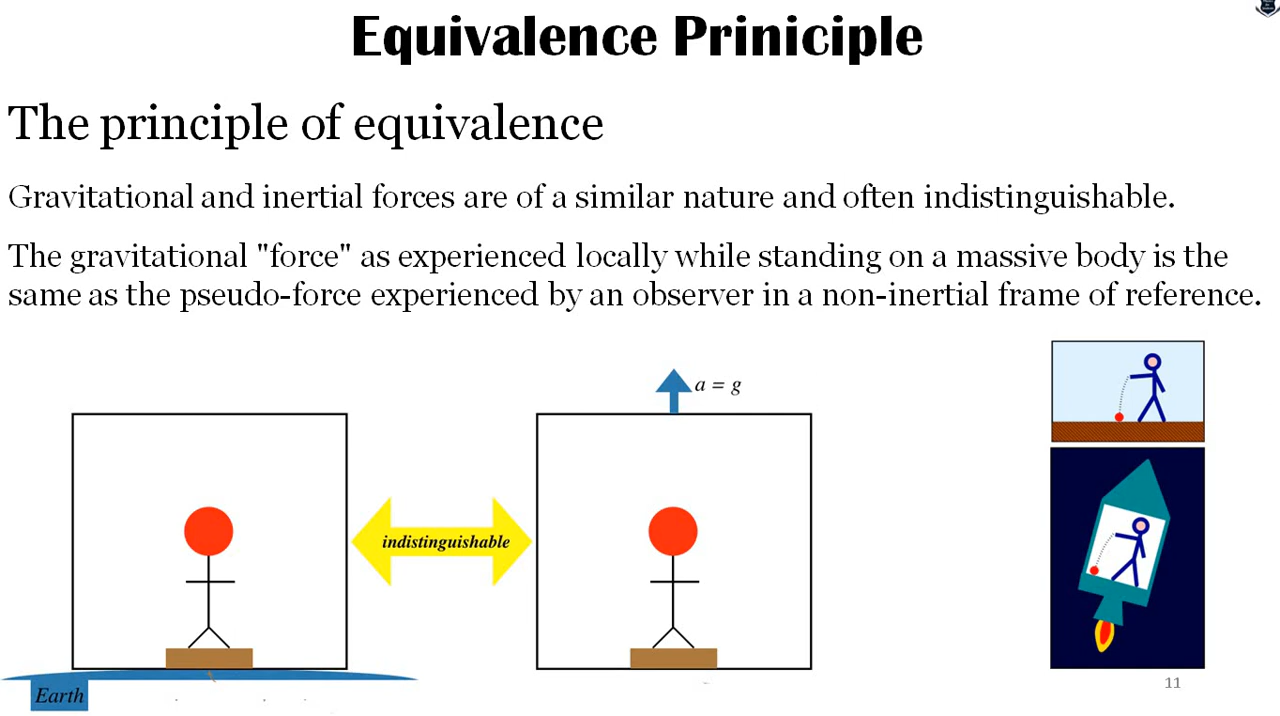 Equivalence Priniciple
The principle of equivalence
Gravitational and inertial forces are of a similar nature and often indistinguishable.
The gravitational "force" as experienced locally while standing on a massive body is the
same as the pseudo-force experienced by an observer in a non-inertial frame of reference.
a = g
indistinguishable
Earth
11